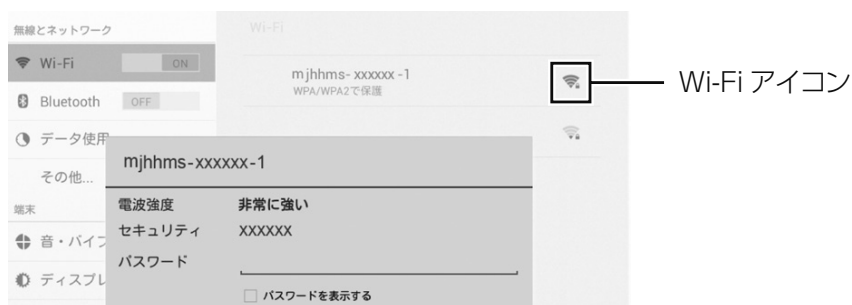 無線とネットワーク
Wi-Fi
ON
Bluetooth
OFF
データ使用
その他...
端末
音・バイブ
ディスプレ
Wi-Fi
mjhhms- xxxxxx -1
WPA/WPA2で保護
Wi-Fi アイコン
mjhhms-xxxxxx-1
電波強度 非常に強い
セキュリティ XXXXXX
パスワード
パスワードを表示する